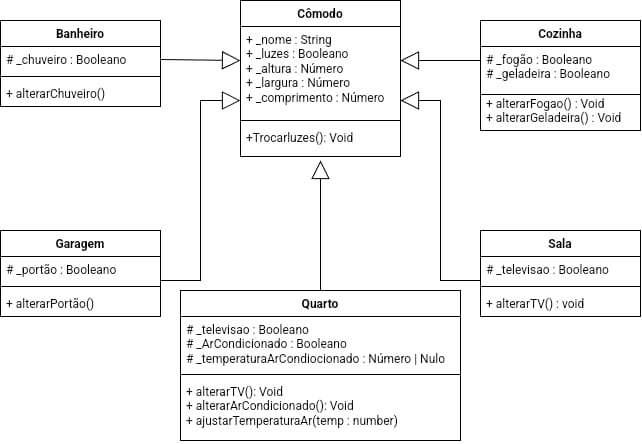 Cômodo
+ _nome : String
+ _luzes : Booleano
+ _altura : Número
+ _largura : Número
+ _comprimento : Número
+Trocarluzes(): Void
Banheiro
# _chuveiro : Booleano
+ alterarChuveiro()
Cozinha
# _fogão : Booleano
# _geladeira : Booleano
+ alterarFogao() : Void
+ alterarGeladeira() : Void
Garagem
# _portão : Booleano
+ alterarPortão()
Quarto
# _televisao : Booleano
# _ArCondicionado : Booleano
# _temperaturaArCondiocionado : Número | Nulo
+ alterarTV(): Void
+ alterarArCondicionado(): Void
+ ajustarTemperaturaAr(temp : number)
Sala
# _televisao : Booleano
+ alterarTV() : void